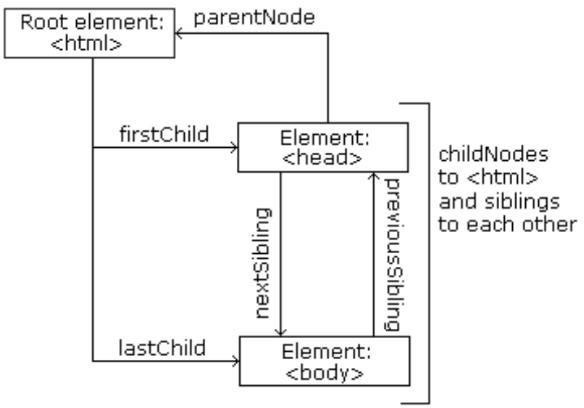 Root element:
<html>
parentNode
firstChild
Element:
<head>
childNodes
to <html>
and siblings
to each other
nextSibling
previousSibling
lastChild
Element:
<body>